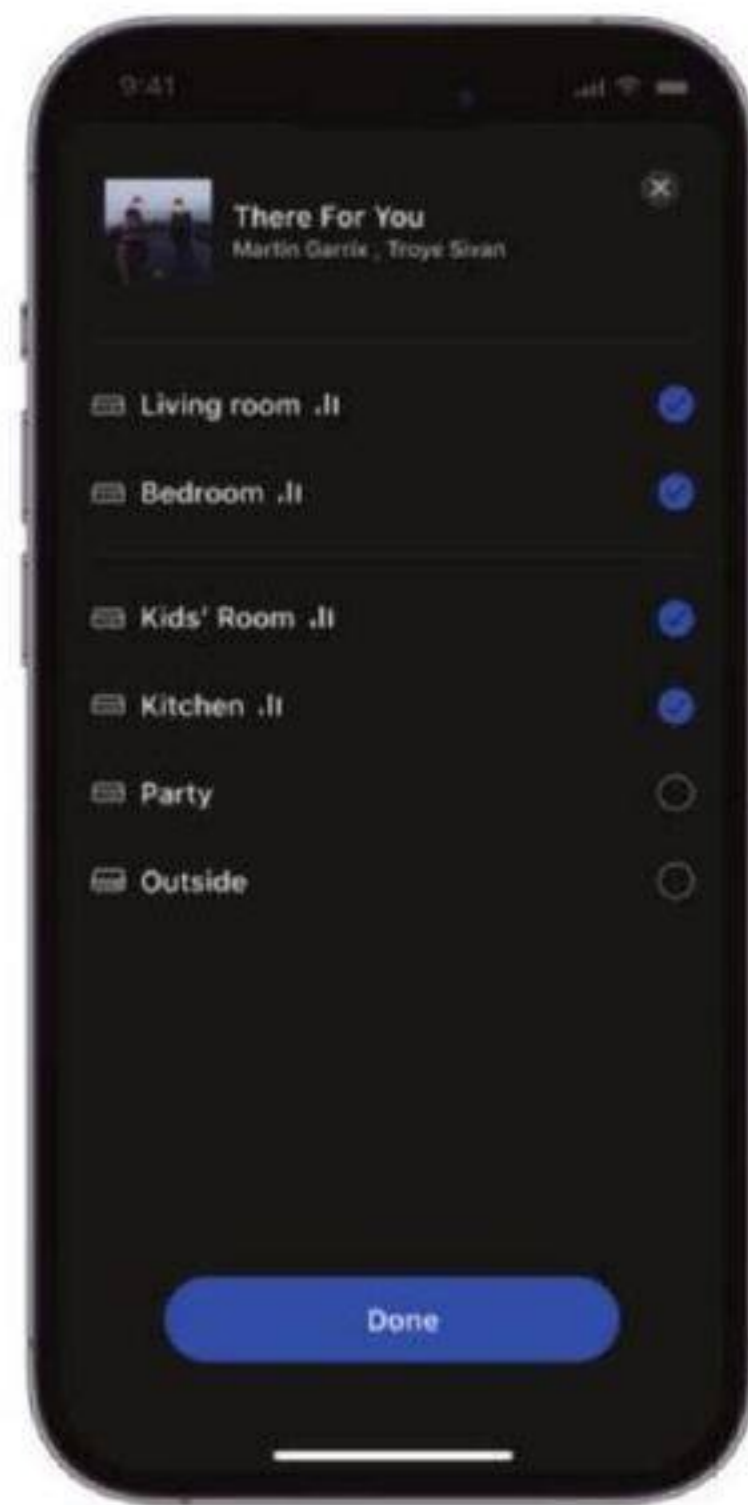 9:41
There For You
Martin Garrix , Troye Sivan
Living room
Bedroom
Kids' Room
Kitchen
Party
Outside
Done